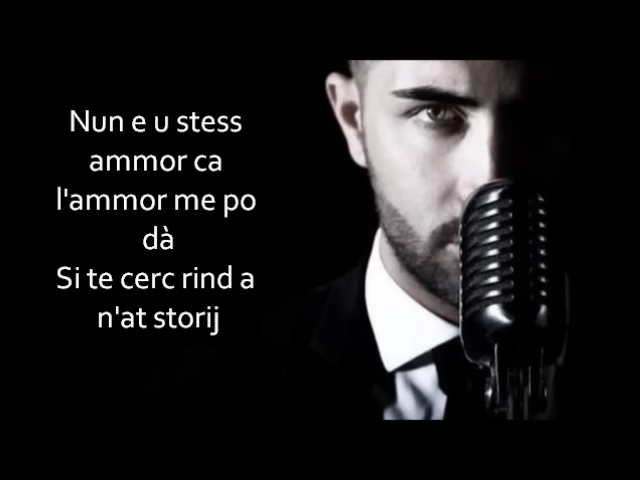 Nun e u stess
ammor ca
l'ammor me po
dà
Si te cerc rind a
n'at storij